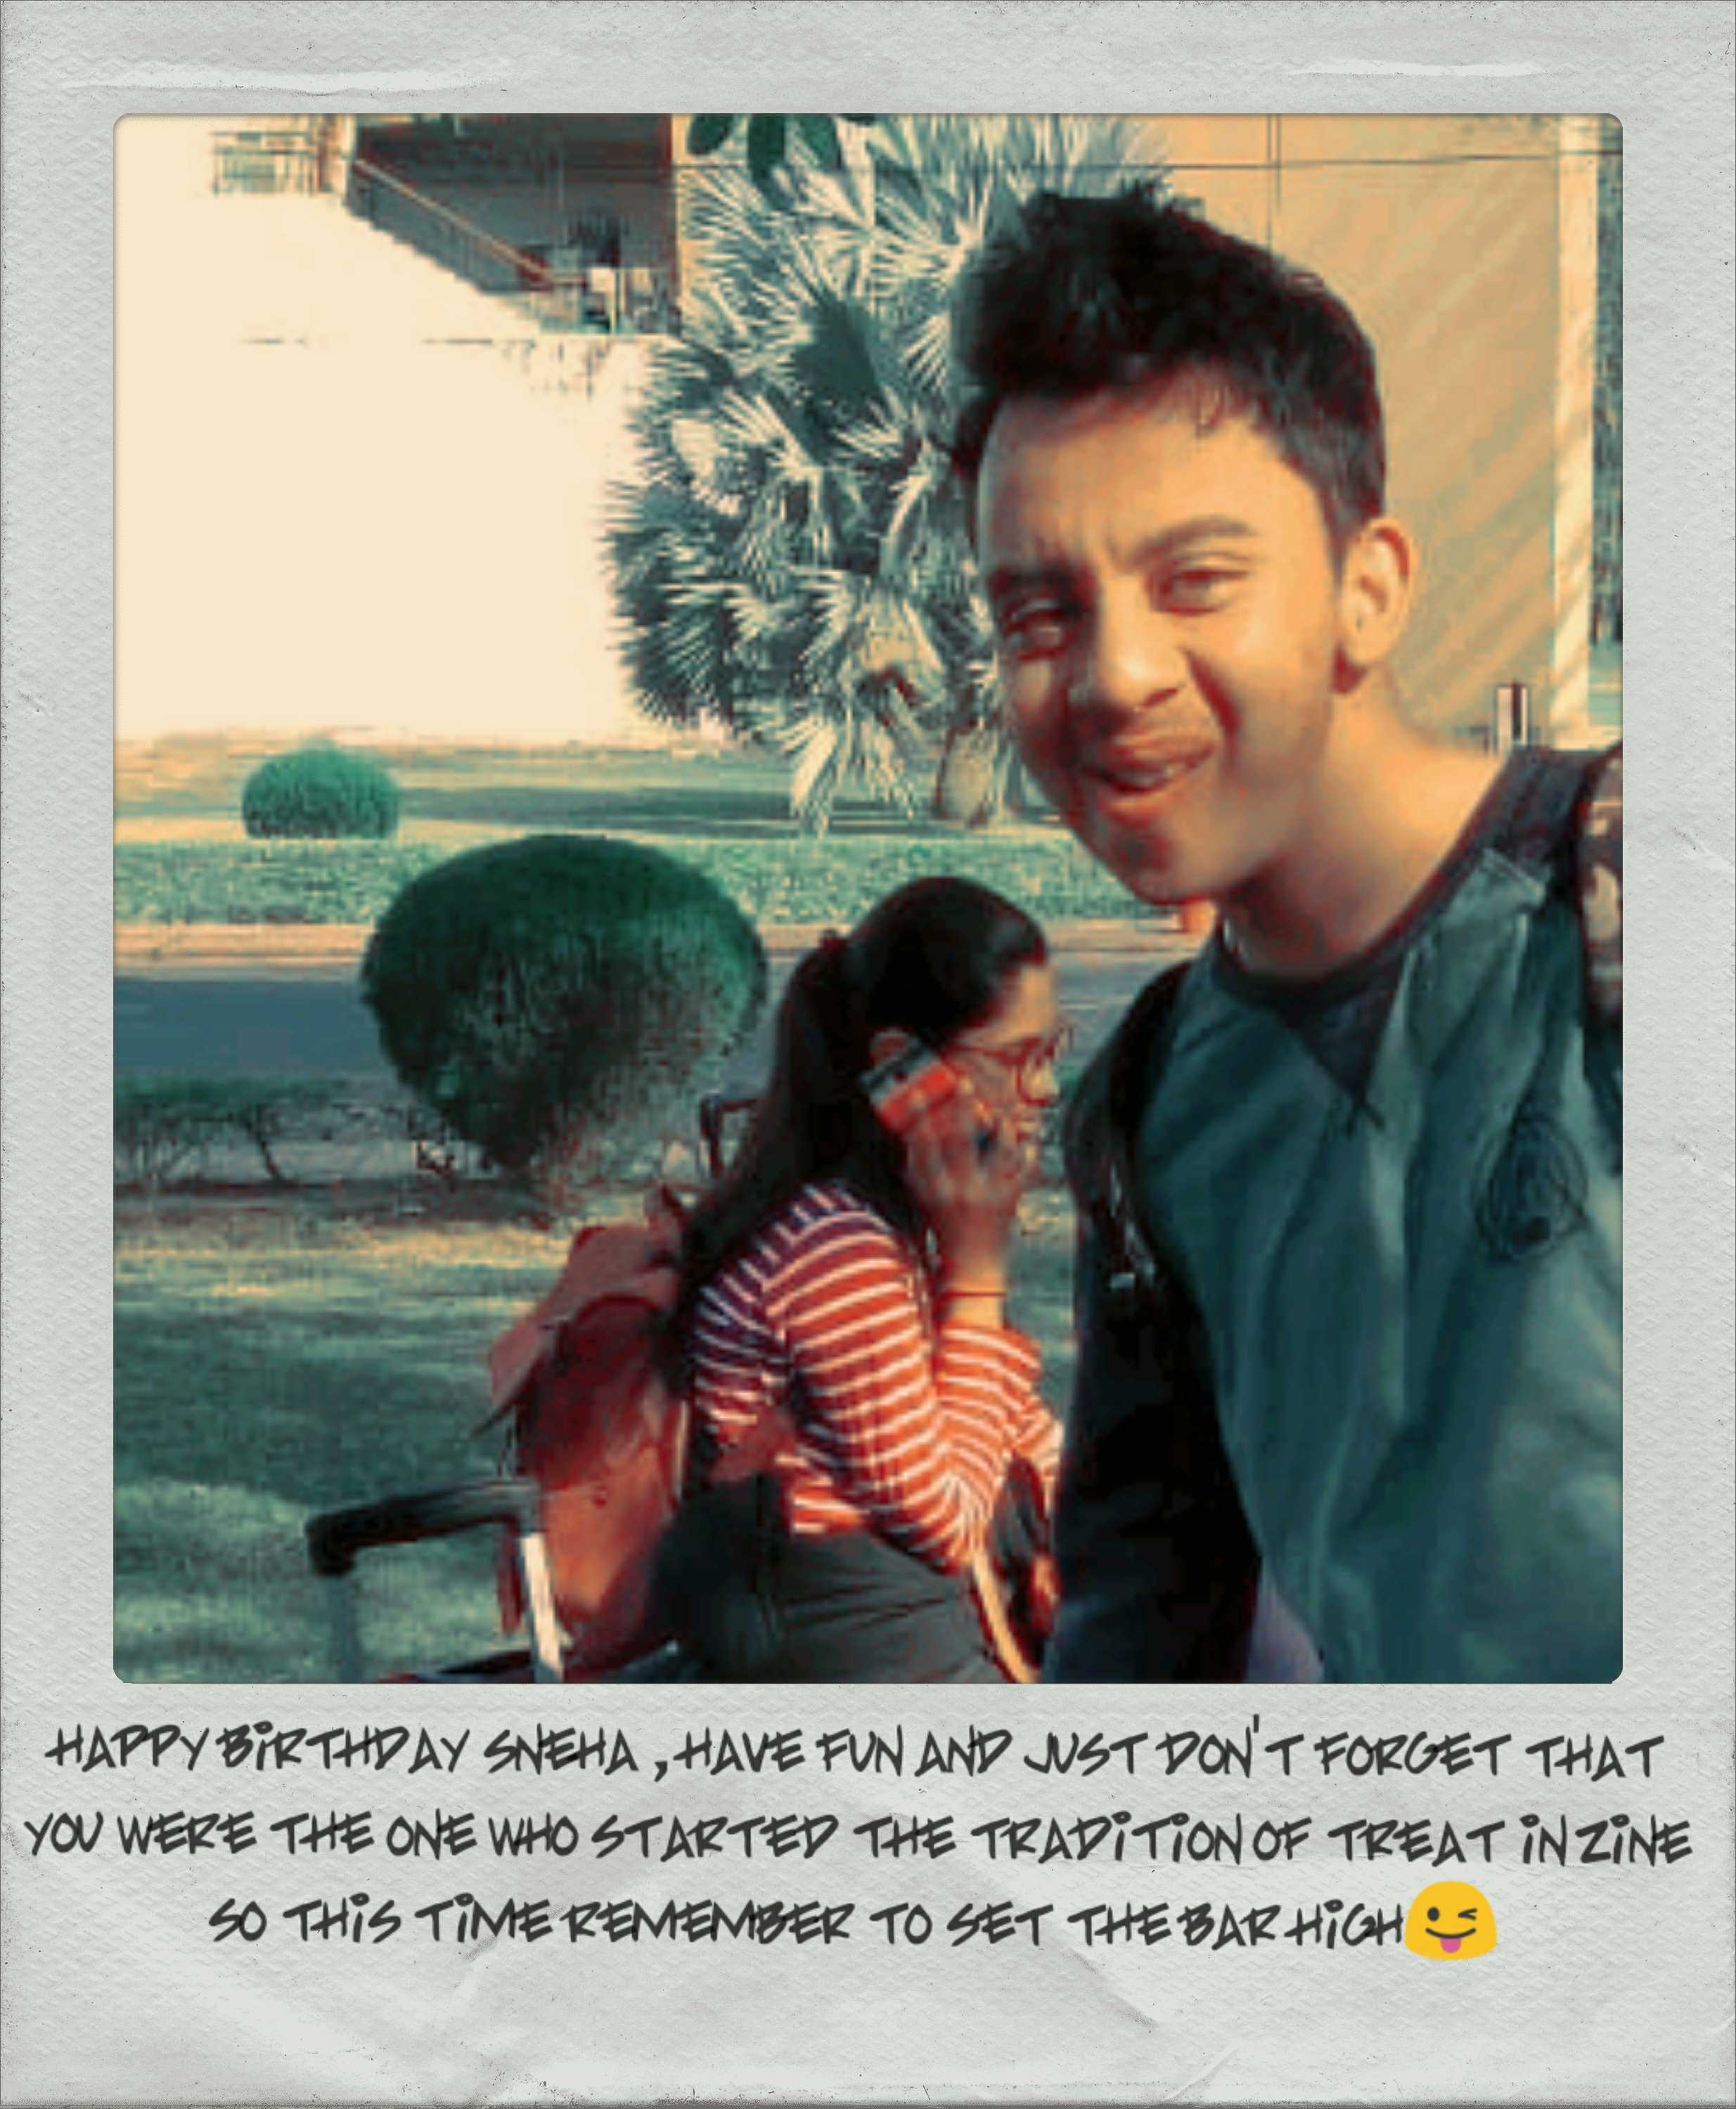 HAPPY BIRTHDAY SNEHA , HAVE FUN AND JUST DON'T FORGET THAT
YOU WERE THE ONE WHO STARTED THE TRADITION OF TREAT IN ZINE
SO THIS TIME REMEMBER TO SET THE BAR HIGH😜